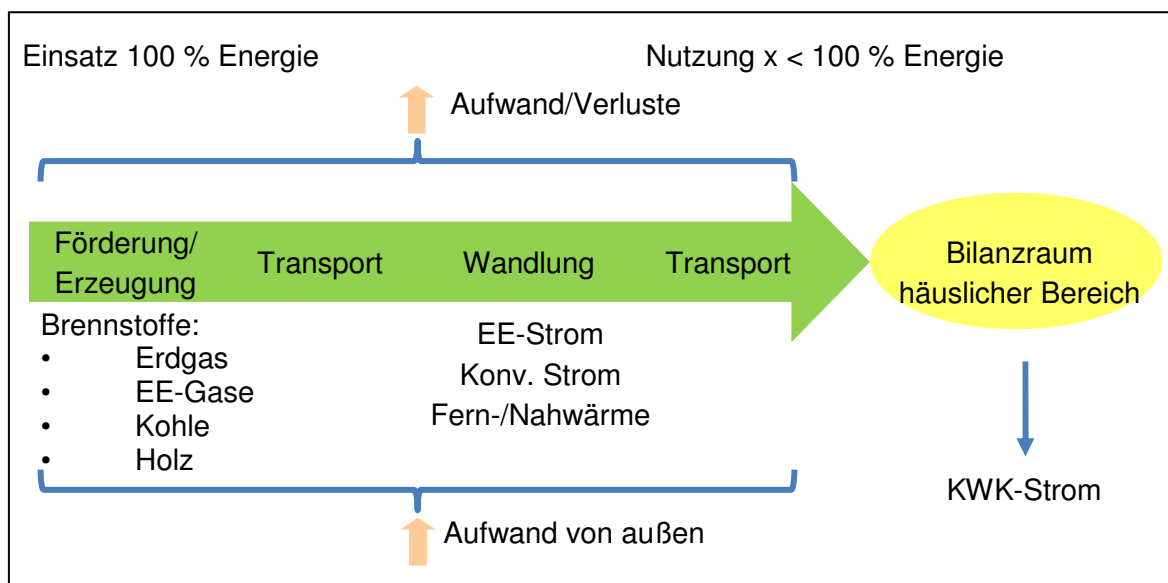 Einsatz 100 % Energie
Nutzung x < 100 % Energie
Aufwand/Verluste
Förderung/
Erzeugung
Transport
Wandlung
Transport
Bilanzraum
häuslicher Bereich
Brennstoffe:
• Erdgas
• EE-Gase
• Kohle
• Holz
EE-Strom
Konv. Strom
Fern-/Nahwärme
KWK-Strom
Aufwand von außen